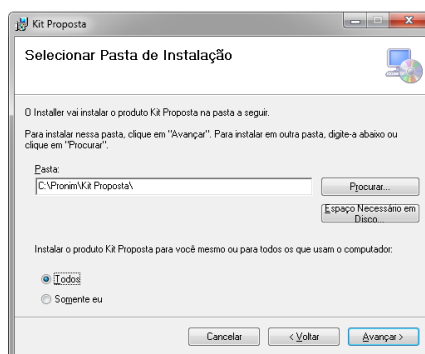 Kit Proposta
Selecionar Pasta de Instalação
O Installer vai instalar o produto Kit Proposta na pasta a seguir.
Para instalar nessa pasta, clique em "Avançar". Para instalar em outra pasta, digite-a abaixo ou
clique em "Procurar".
Pasta:
C:\Pronim\Kit Proposta\
Procurar...
Espaço Necessário em
Disco...
Instalar o produto Kit Proposta para você mesmo ou para todos os que usam o computador:
Todos
Somente eu
Cancelar
< Voltar
Avançar >